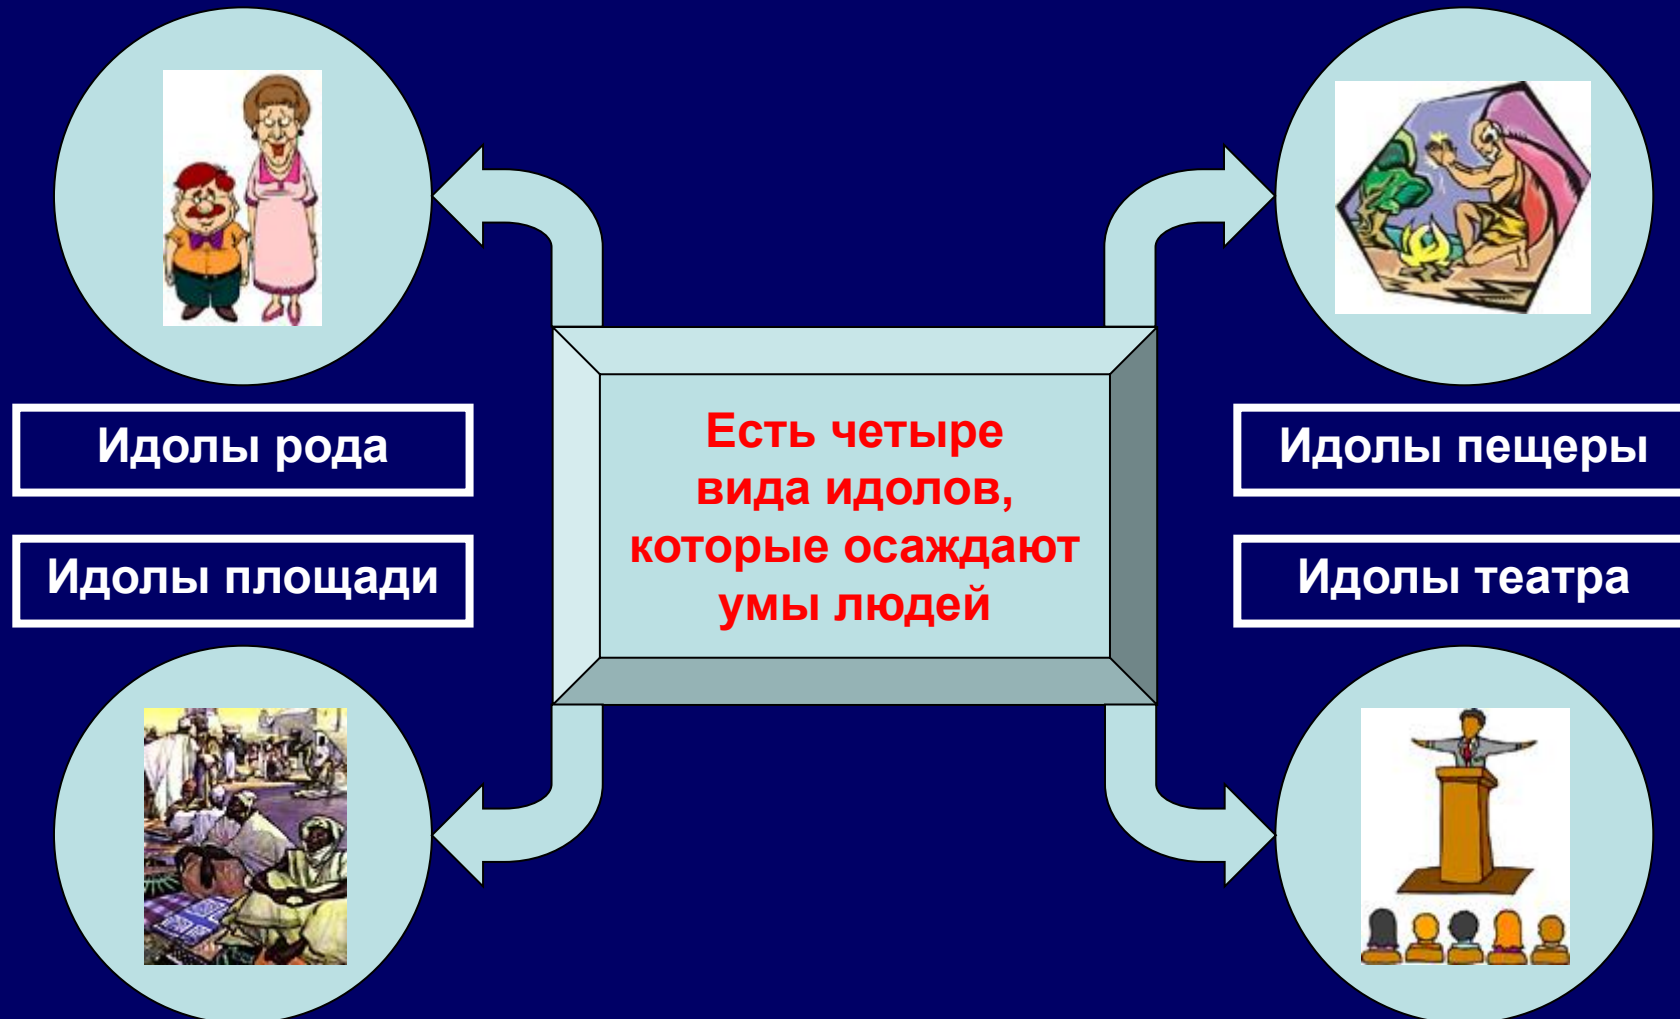 Идолы рода
Идолы площади
Есть четыре
вида идолов,
которые осаждают
умы людей
Идолы пещеры
Идолы театра